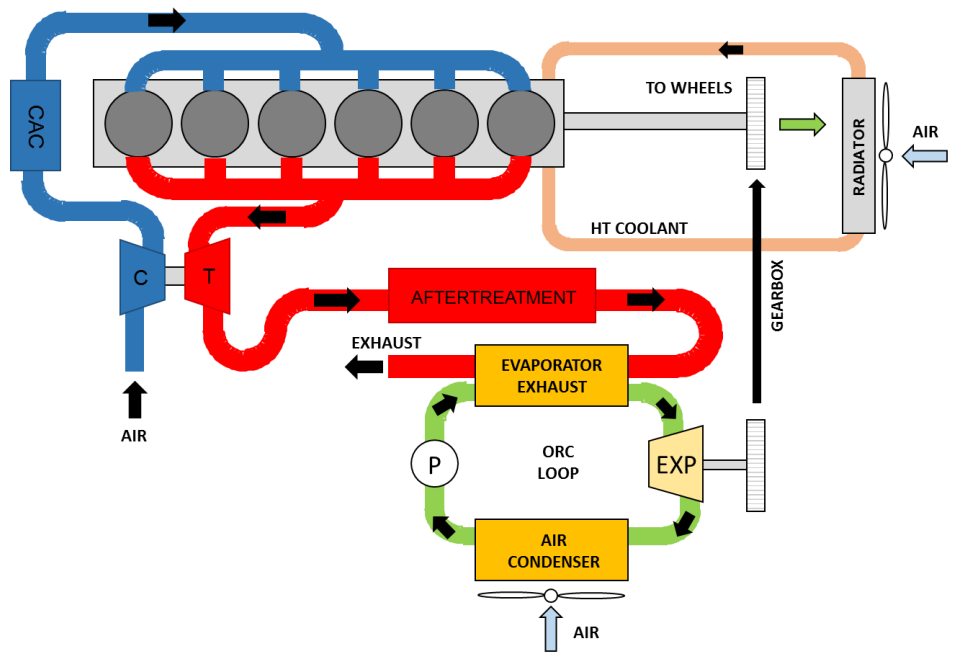 CAC
TO WHEELS
AIR
RADIATOR
HT COOLANT
C
T
GEARBOX
AFTERTREATMENT
EXHAUST
EVAPORATOR
EXHAUST
AIR
P
ORC
LOOP
EXP
AIR
CONDENSER
AIR